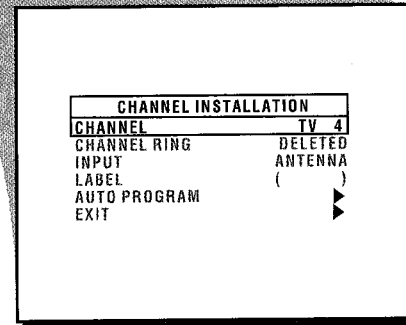 CHANNEL INSTALLATION
CHANNEL TV 4
CHANNEL RING DELETED
INPUT ANTENNA
LABEL ( )
AUTO PROGRAM ▶
EXIT ▶